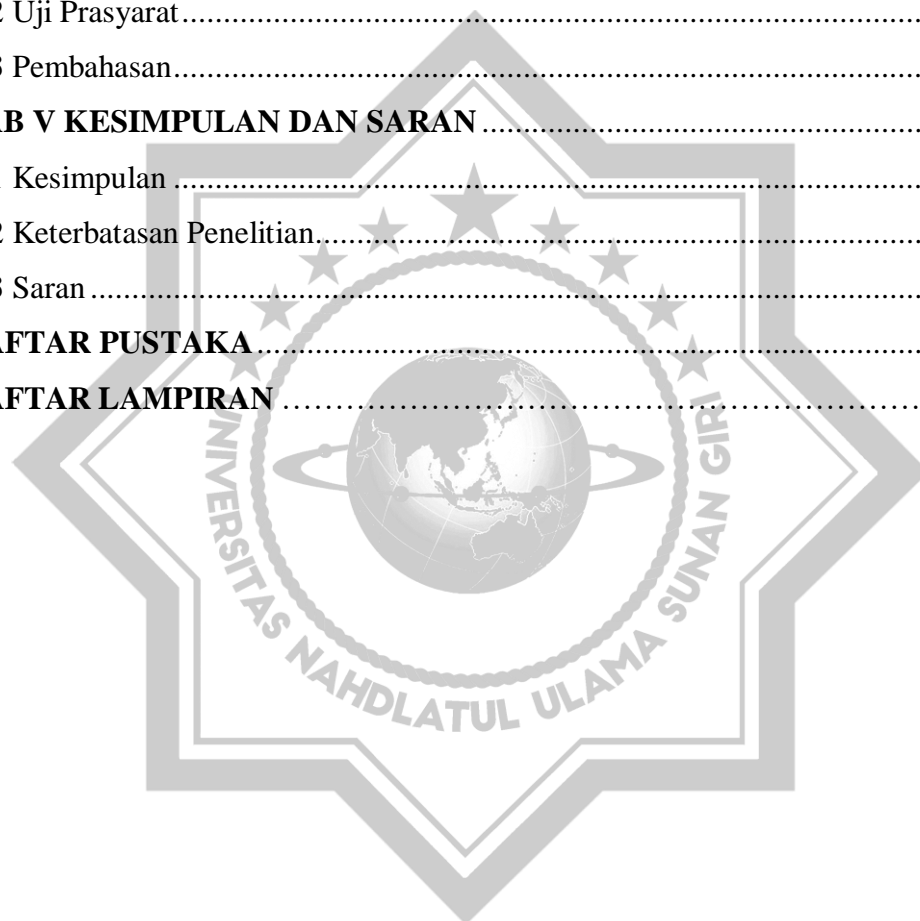 2 Uji Prasyarat
3 Pembahasan
AB V KESIMPULAN DAN SARAN
1 Kesimpulan
2 Keterbatasan Penelitian
3 Saran
AFTAR PUSTAKA
AFTAR LAMPIRAN
UNIVERSITAS NAHDLATUL ULAMA SUNAN GIRI